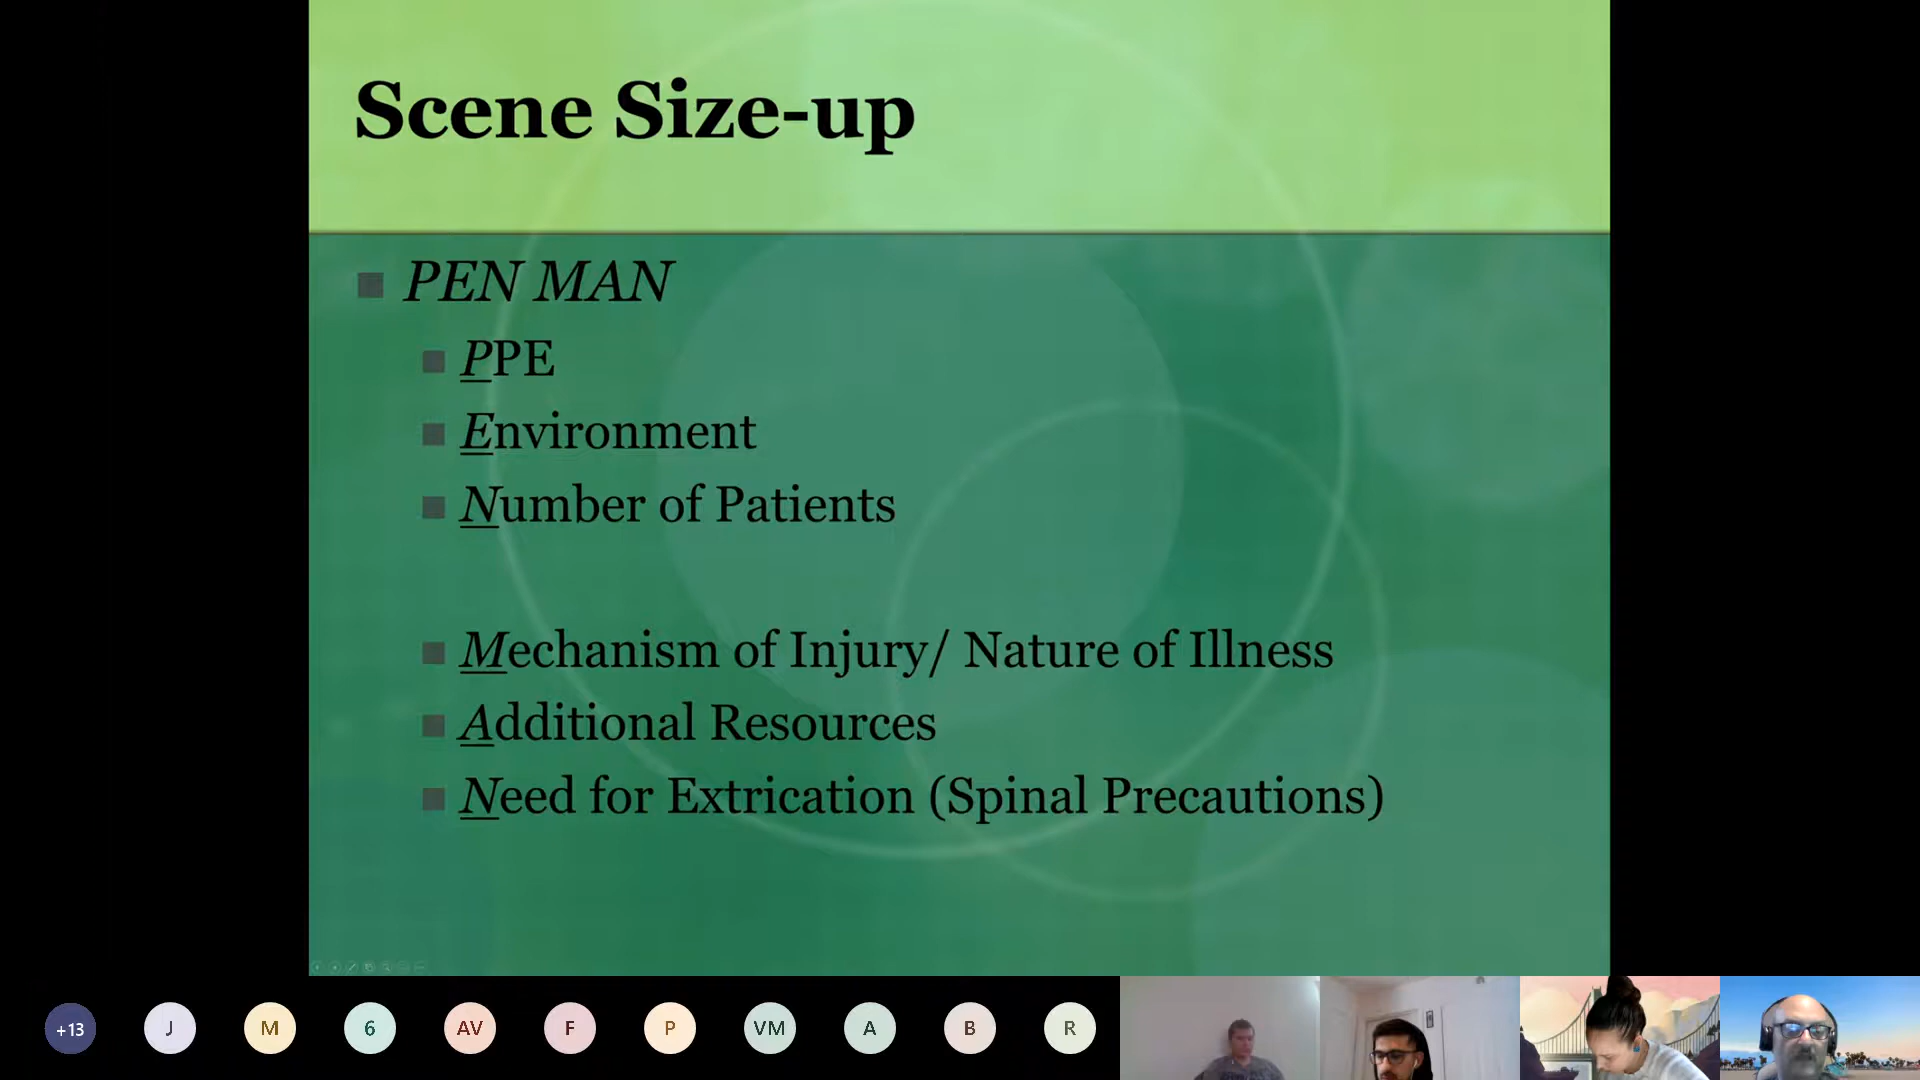 Scene Size-up
PEN MAN
PPE
Environment
Number of Patients
Mechanism of Injury/ Nature of Illness
Additional Resources
Need for Extrication (Spinal Precautions)
+13 J M 6 AV F P VM A B R